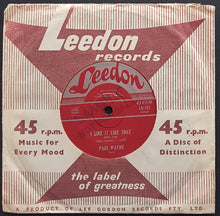 Leedon
records
Leedon
45 R.P.M.
I LIKE IT LIKE THAT
PAUL WAYNE
45 r.p.m.
Music for
Every Mood
45 r.p.m.
A Disc of
Distinction
the label
of greatness
A PRODUCT OF LEE GORDON RECORDS PTY. LTD.